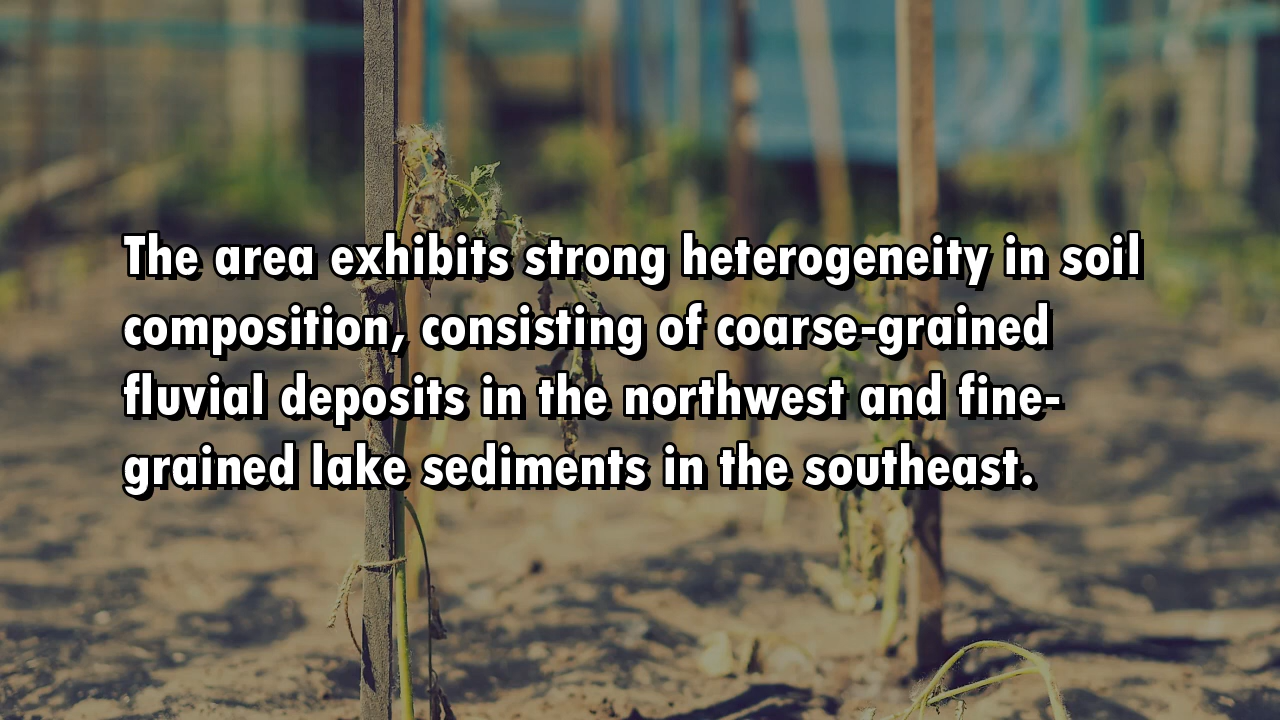 The area exhibits strong heterogeneity in soil
composition, consisting of coarse-grained
fluvial deposits in the northwest and fine-
grained lake sediments in the southeast.